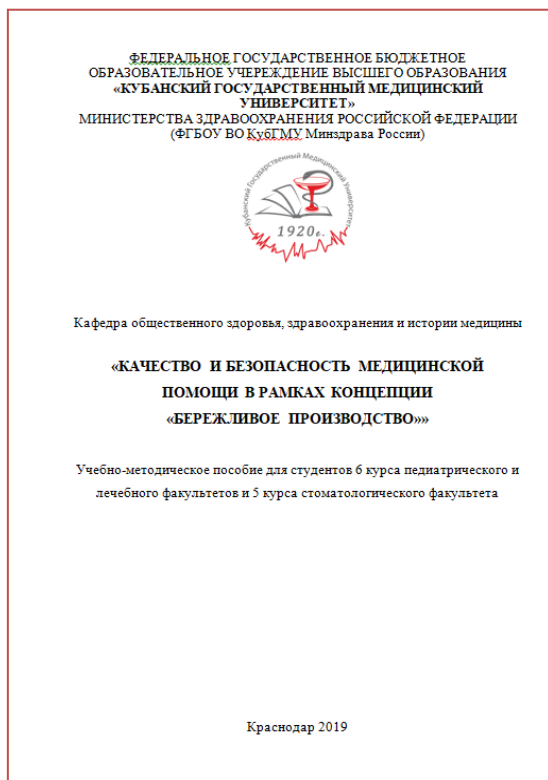 ФЕДЕРАЛЬНОЕ ГОСУДАРСТВЕННОЕ БЮДЖЕТНОЕ
ОБРАЗОВАТЕЛЬНОЕ УЧЕРЕЖДЕНИЕ ВЫСШЕГО ОБРАЗОВАНИЯ
«КУБАНСКИЙ ГОСУДАРСТВЕННЫЙ МЕДИЦИНСКИЙ
УНИВЕРСИТЕТ»
МИНИСТЕРСТВА ЗДРАВООХРАНЕНИЯ РОССИЙСКОЙ ФЕДЕРАЦИИ
(ФГБОУ ВО КубГМУ Минздрава России)
Кубанский Государственный Медицинский Университет
1920г.
Кафедра общественного здоровья, здравоохранения и истории медицины
«КАЧЕСТВО И БЕЗОПАСНОСТЬ МЕДИЦИНСКОЙ
ПОМОЩИ В РАМКАХ КОНЦЕПЦИИ
«БЕРЕЖЛИВОЕ ПРОИЗВОДСТВО»»
Учебно-методическое пособие для студентов 6 курса педиатрического и
лечебного факультетов и 5 курса стоматологического факультета
Краснодар 2019